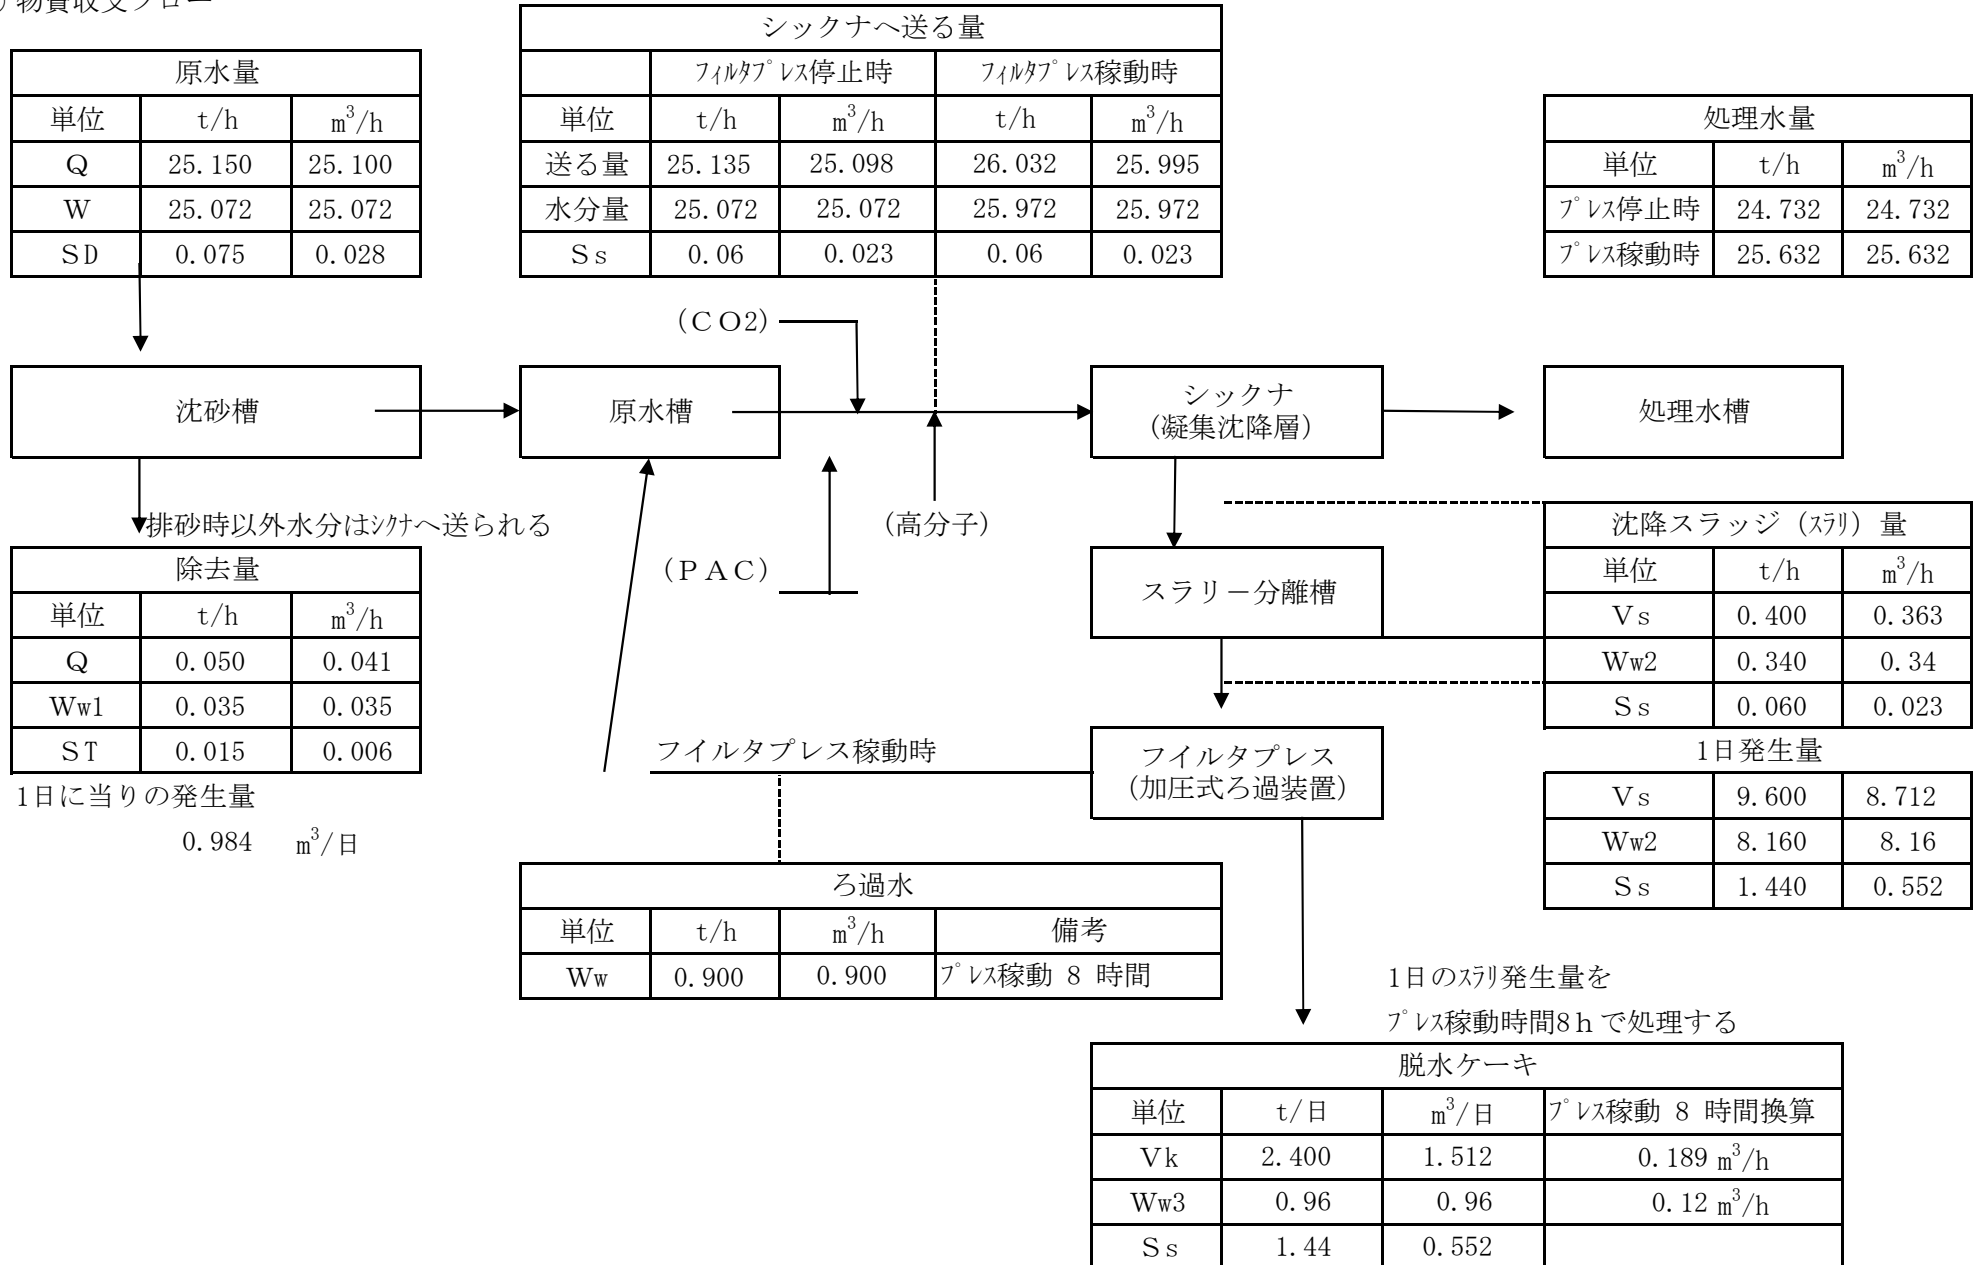 物質収支フロー
シックナへ送る量
ﾌｨﾙﾀﾌﾟﾚｽ停止時 ﾌｨﾙﾀﾌﾟﾚｽ稼動時
単位 t/h m³/h t/h m³/h
送る量 25.135 25.098 26.032 25.995
水分量 25.072 25.072 25.972 25.972
Ｓs 0.06 0.023 0.06 0.023
原水量
単位 t/h m³/h
Q 25.150 25.100
W 25.072 25.072
SD 0.075 0.028
処理水量
単位 t/h m³/h
ﾌﾟﾚｽ停止時 24.732 24.732
ﾌﾟﾚｽ稼動時 25.632 25.632
（ＣＯ2）
沈砂槽
原水槽
シックナ
（凝集沈降層）
処理水槽
排砂時以外水分はｼｸﾅへ送られる
（高分子）
（ＰＡＣ）
スラリ－分離槽
沈降スラッジ（ｽﾗﾘ）量
単位 t/h m³/h
Ｖs 0.400 0.363
Ww2 0.340 0.34
Ｓs 0.060 0.023
除去量
単位 t/h m³/h
Q 0.050 0.041
Ww1 0.035 0.035
ST 0.015 0.006
1日に当りの発生量
0.984 m³/日
フイルタプレス稼動時
フイルタプレス
（加圧式ろ過装置）
1日発生量
Ｖs 9.600 8.712
Ww2 8.160 8.16
Ｓs 1.440 0.552
ろ過水
単位 t/h m³/h 備考
Ww 0.900 0.900 ﾌﾟﾚｽ稼動 8 時間
1日のｽﾗﾘ発生量を
ﾌﾟﾚｽ稼動時間8ｈで処理する
脱水ケーキ
単位 t/日 m³/日 ﾌﾟﾚｽ稼動 8 時間換算
Ｖk 2.400 1.512 0.189 m³/h
Ww3 0.96 0.96 0.12 m³/h
Ｓs 1.44 0.552